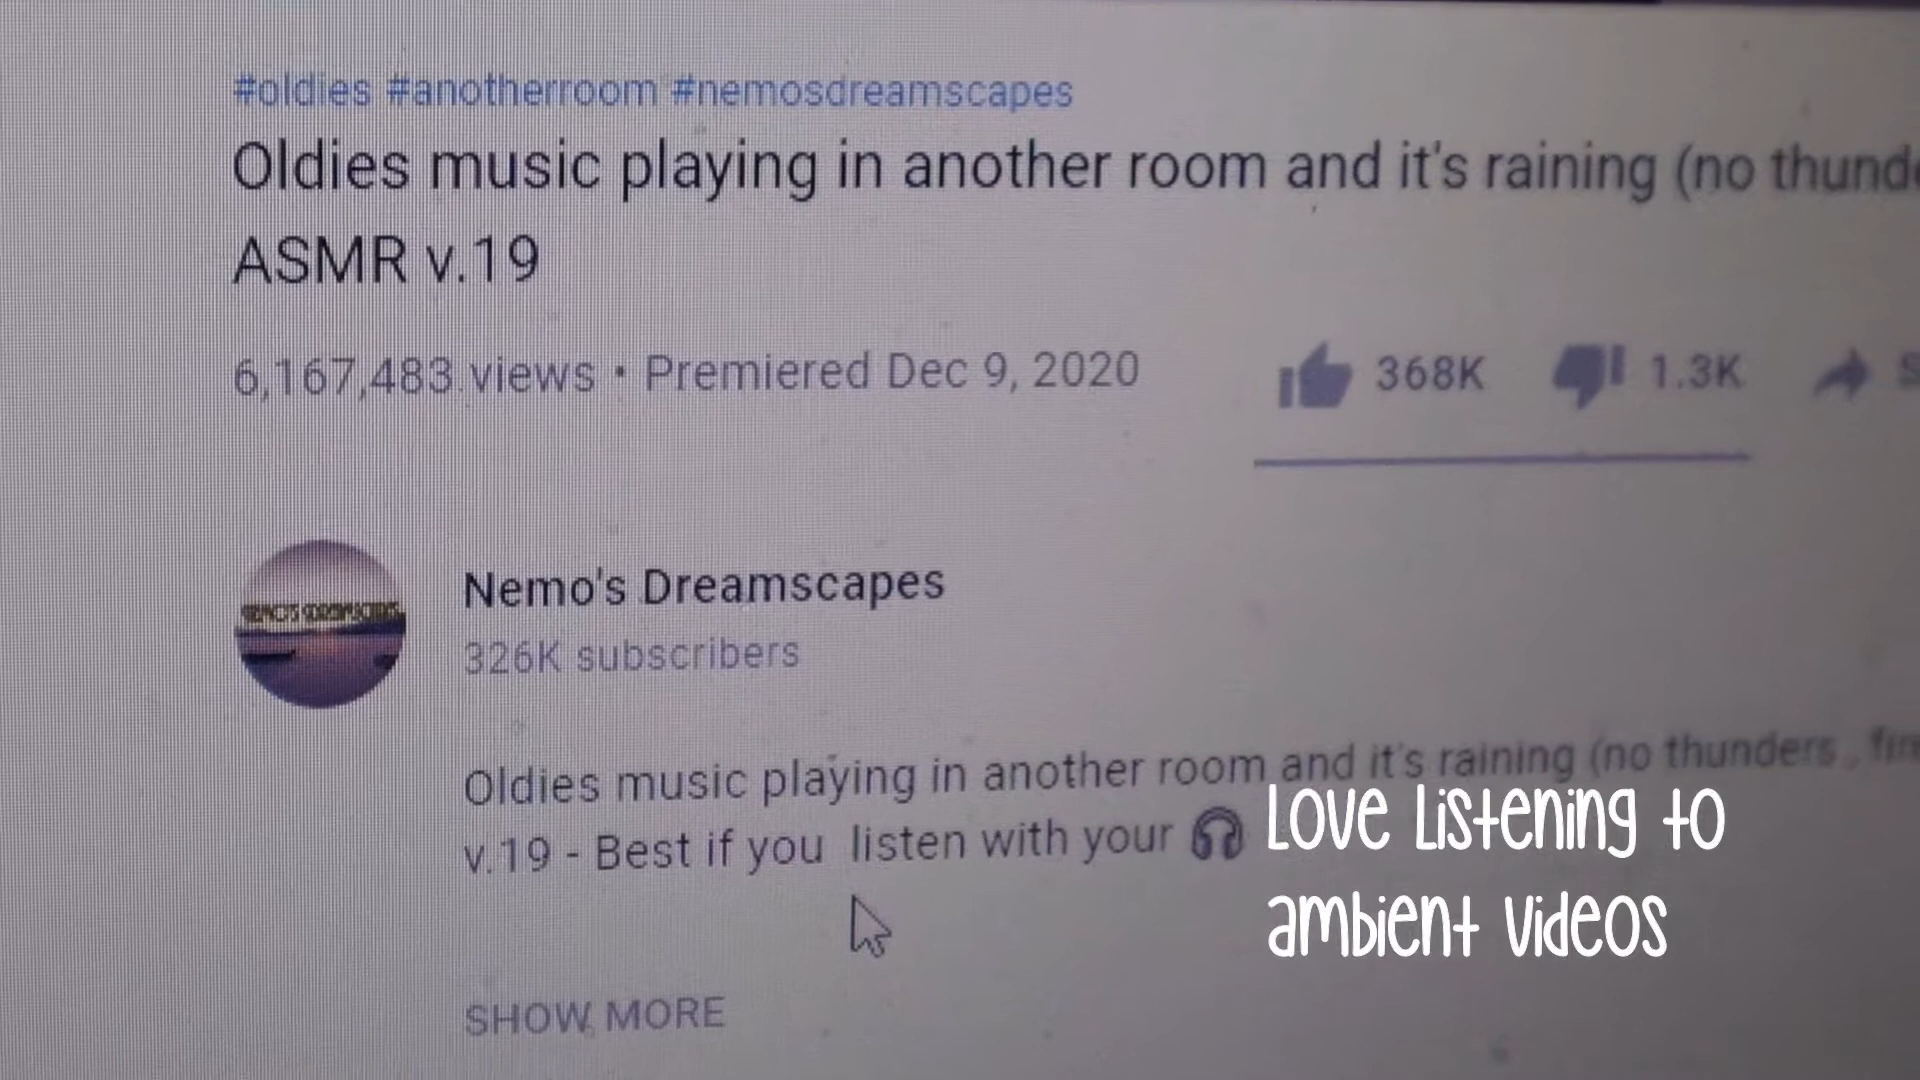 #oldies #anotherroom #nemosdreamscapes
Oldies music playing in another room and it's raining (no
ASMR v.19
6,167,483 views • Premiered Dec 9, 2020
368K
1.3K
Nemo's Dreamscapes
326K subscribers
Oldies music playing in another room and it's raining (no thunders,
v.19 - Best if you listen with your 🎧
Love Listening to
ambient videos
SHOW MORE